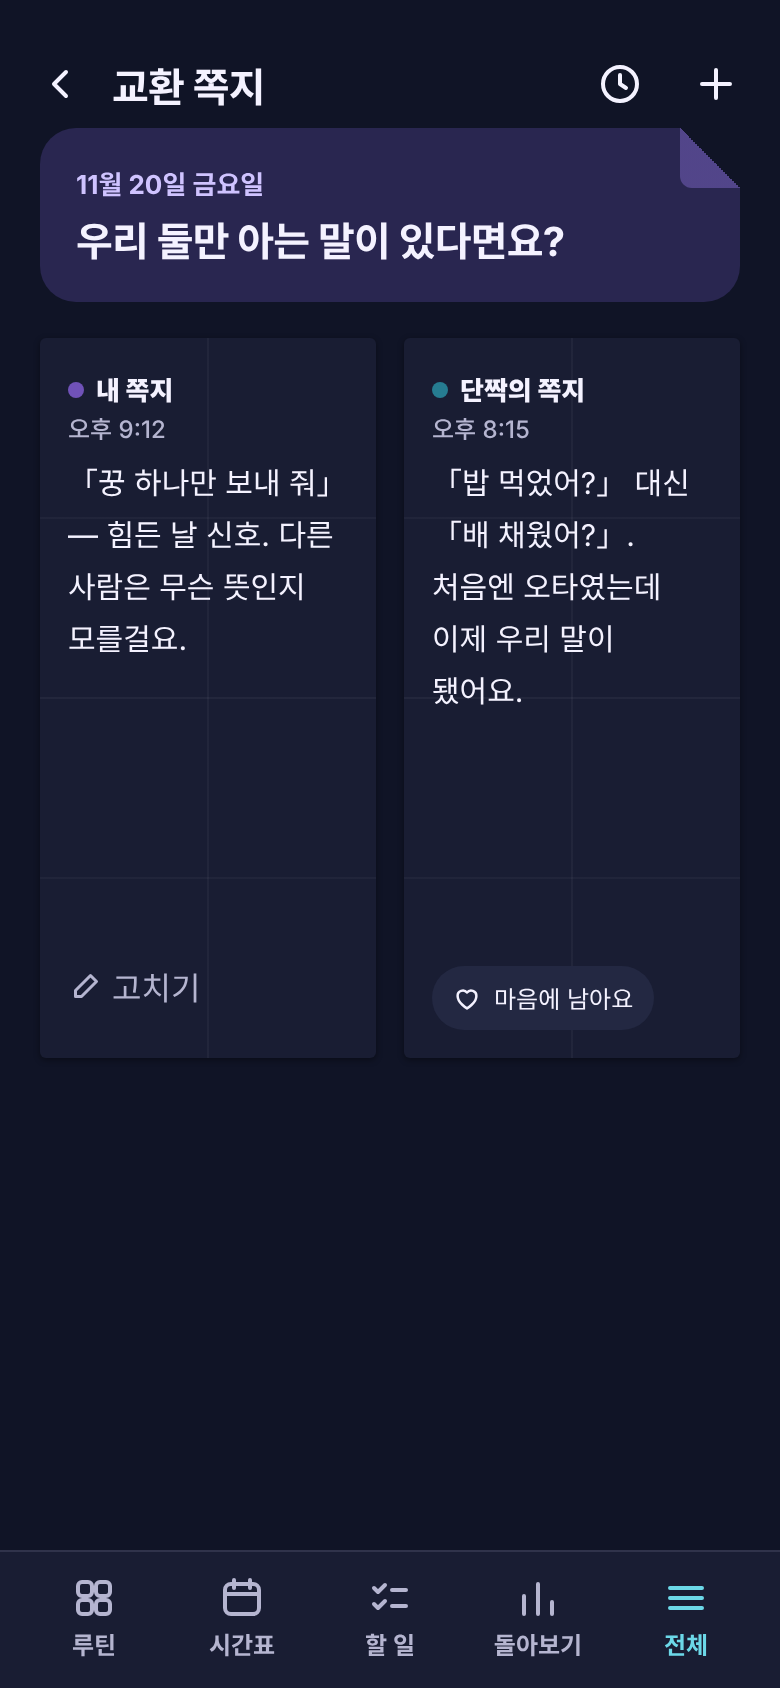 교환 쪽지
11월 20일 금요일
우리 둘만 아는 말이 있다면요?
내 쪽지
오후 9:12
「꿍 하나만 보내 줘」
— 힘든 날 신호. 다른
사람은 무슨 뜻인지
모를걸요.
고치기
단짝의 쪽지
오후 8:15
「밥 먹었어?」 대신
「배 채웠어?」.
처음엔 오타였는데
이제 우리 말이
됐어요.
마음에 남아요
루틴
시간표
할 일
돌아보기
전체